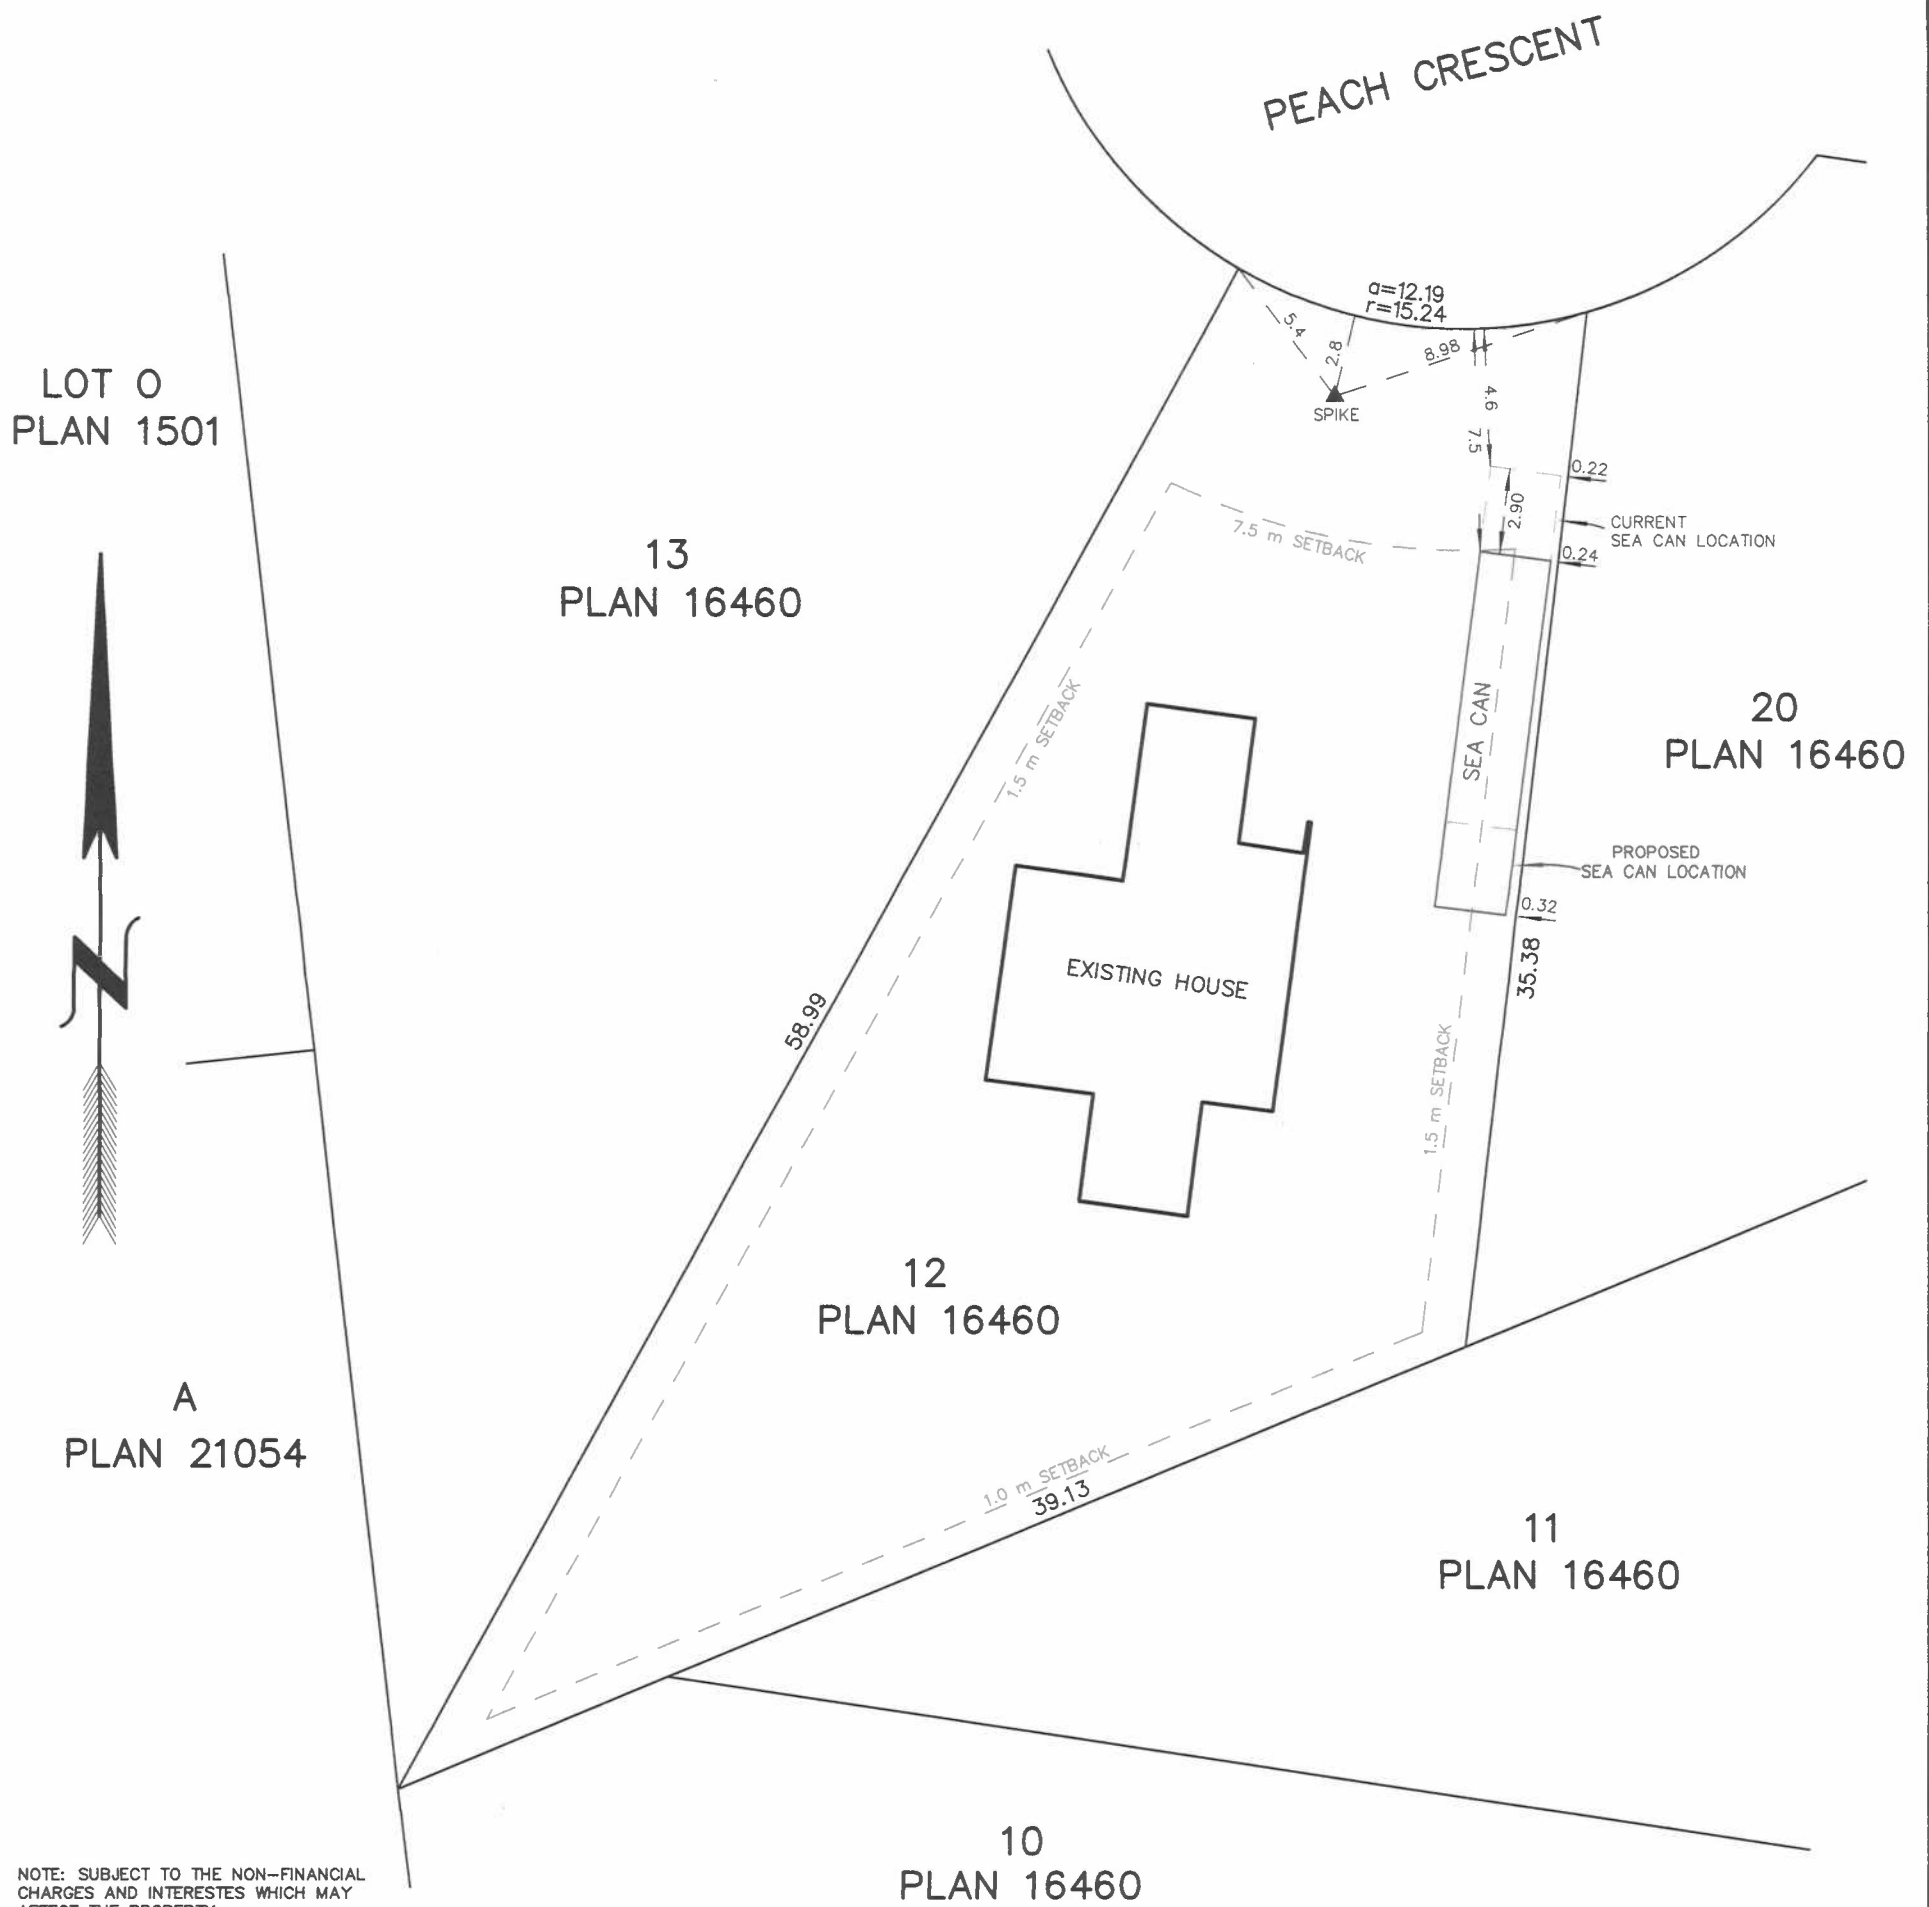 PEACH CRESCENT
a=12.19
r=15.24
5.4
2.8
8.98
SPIKE
4.6
7.5
LOT O
PLAN 1501
0.22
2.90
CURRENT
SEA CAN LOCATION
0.24
7.5 m SETBACK
13
PLAN 16460
1.5 m SETBACK
SEA CAN
20
PLAN 16460
PROPOSED
SEA CAN LOCATION
0.32
35.38
N
EXISTING HOUSE
58.99
1.5 m SETBACK
12
PLAN 16460
A
PLAN 21054
1.0 m SETBACK
39.13
11
PLAN 16460
10
PLAN 16460
NOTE: SUBJECT TO THE NON-FINANCIAL
CHARGES AND INTERESTES WHICH MAY